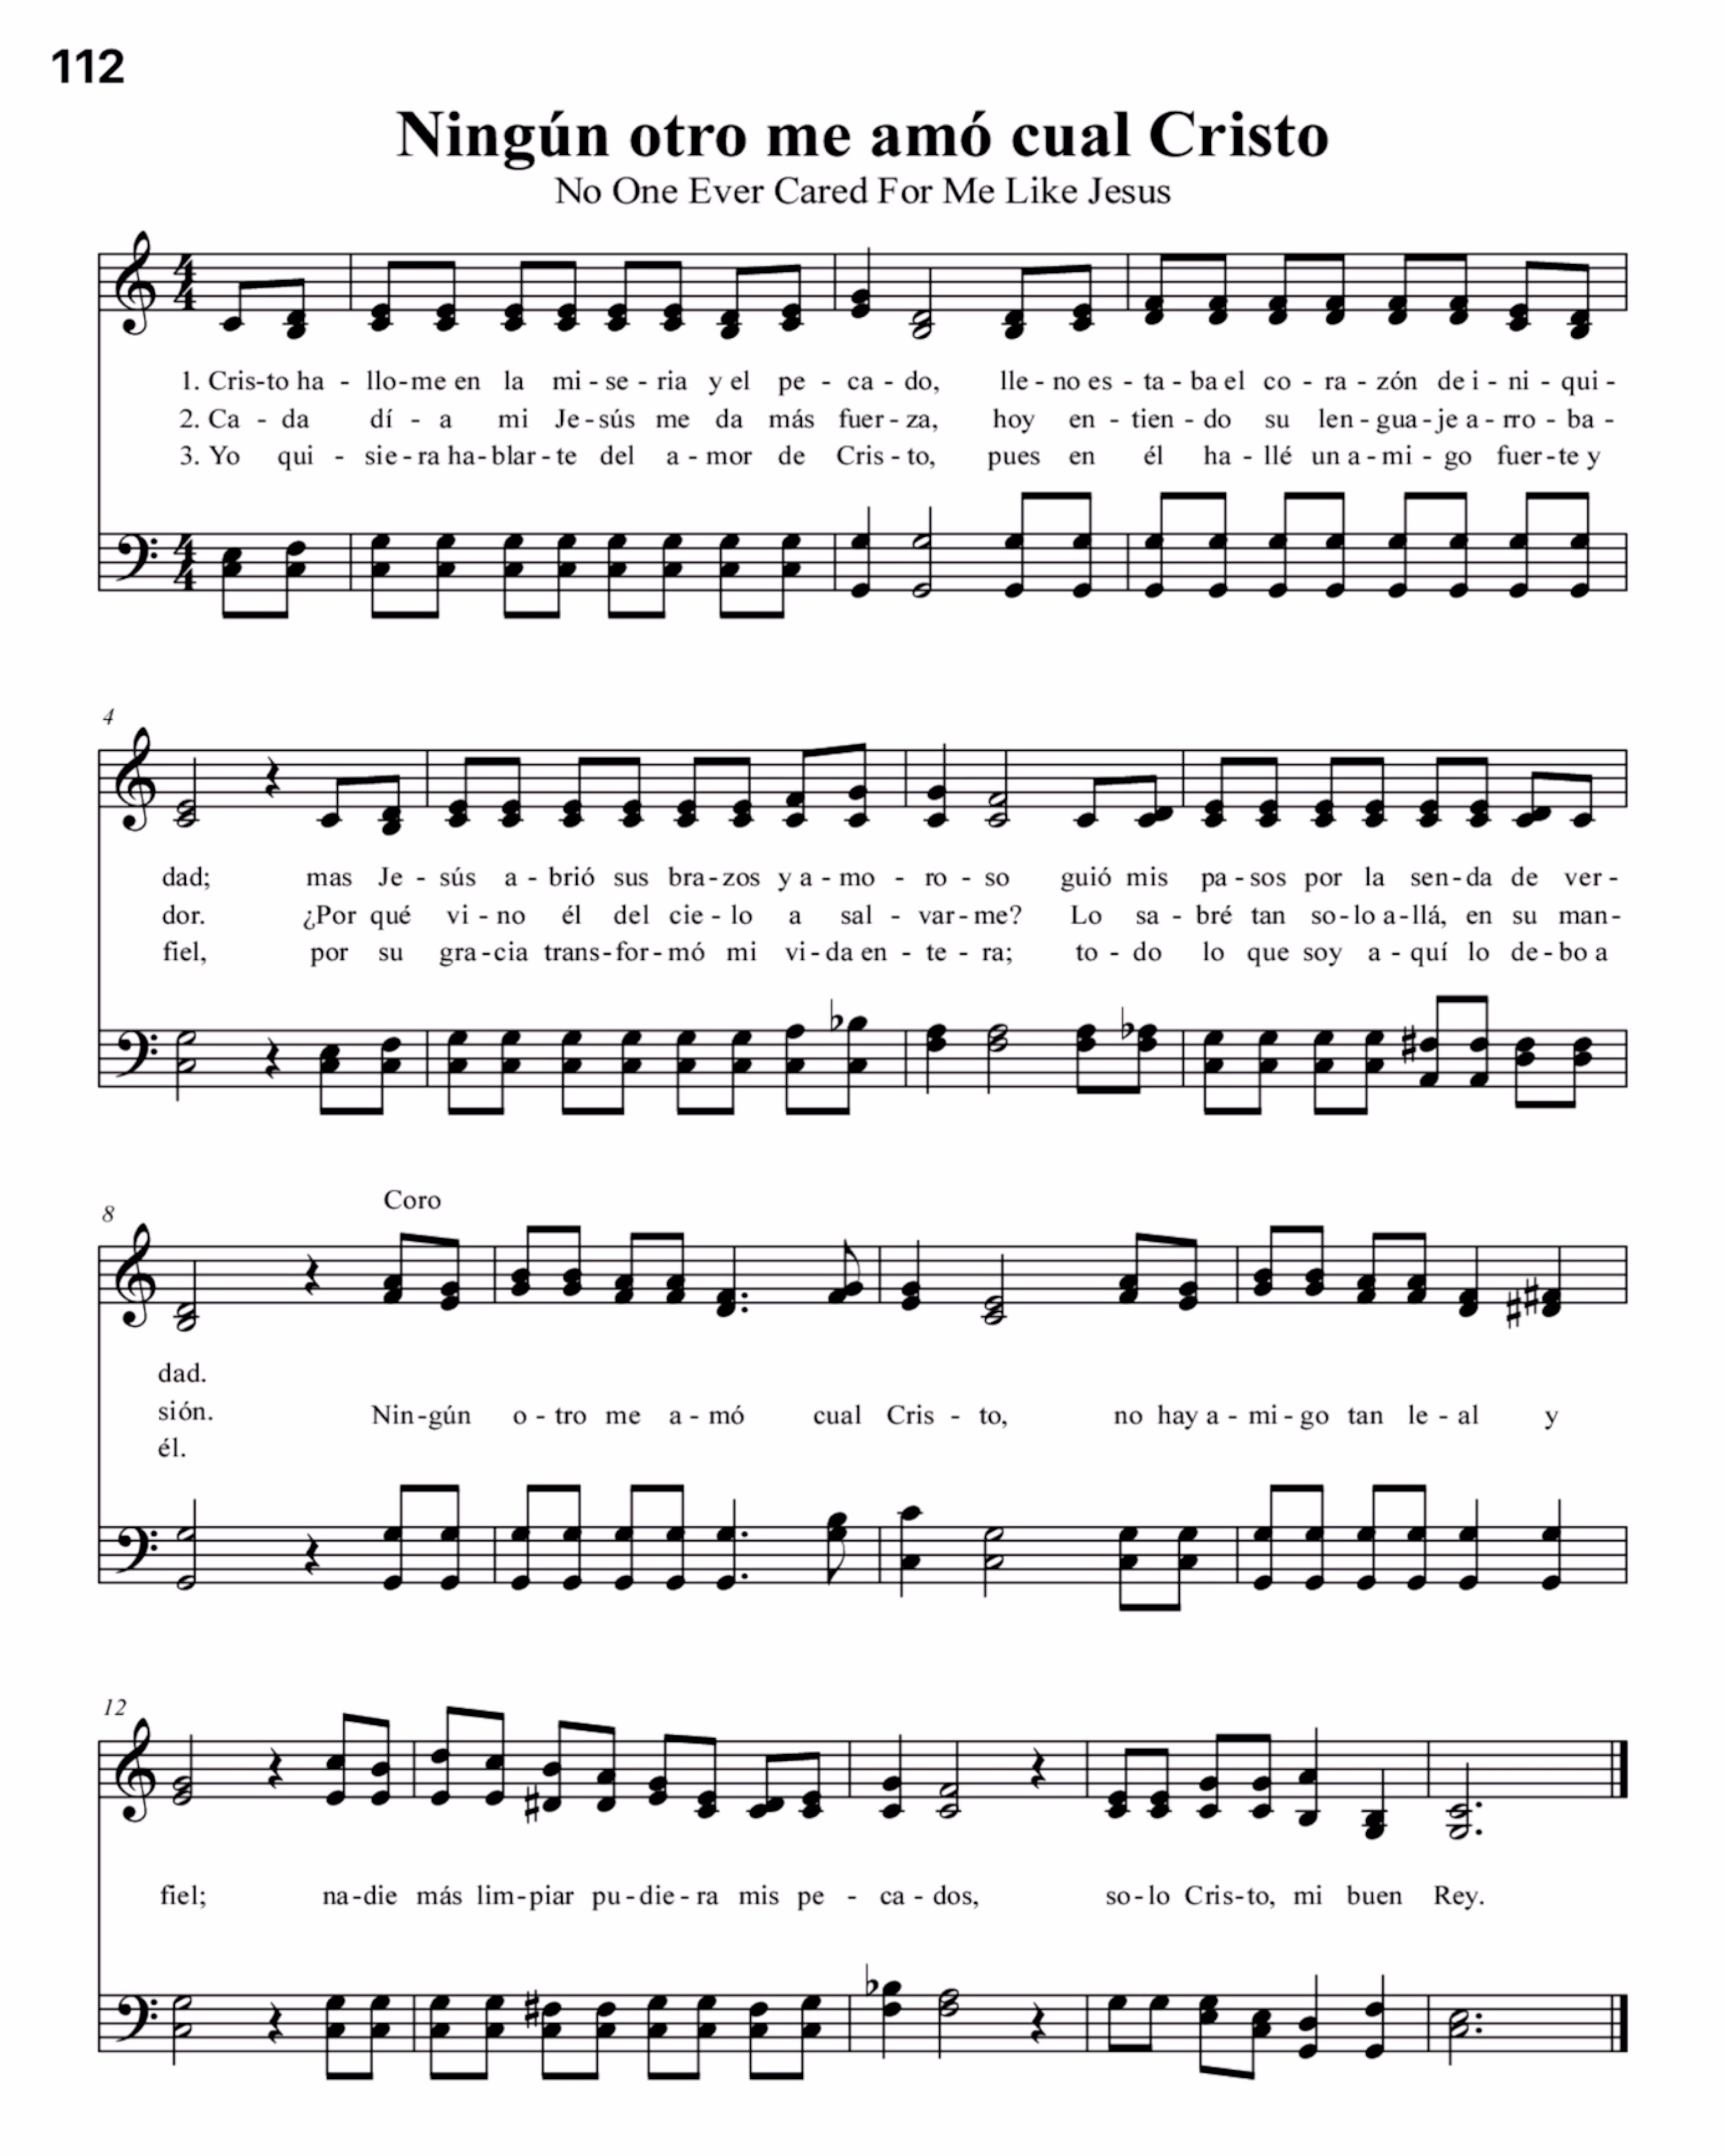 112
Ningún otro me amó cual Cristo
No One Ever Cared For Me Like Jesus
1. Cris-to ha - llo-me en la mi - se - ria y el pe - ca - do, lle - no es - ta - ba el co - ra - zón de i - ni - qui -
2. Ca - da dí - a mi Je - sús me da más fuer - za, hoy en - tien - do su len - gua - je a - rro - ba -
3. Yo qui - sie - ra ha - blar - te del a - mor de Cris - to, pues en él ha - llé un a - mi - go fuer - te y
4
dad; mas Je - sús a - brió sus bra - zos y a - mo - ro - so guió mis pa - sos por la sen - da de ver -
dor. ¿Por qué vi - no él del cie - lo a sal - var - me? Lo sa - bré tan so - lo a - llá, en su man -
fiel, por su gra - cia trans - for - mó mi vi - da en - te - ra; to - do lo que soy a - quí lo de - bo a
Coro
8
dad.
sión. Nin - gún o - tro me a - mó cual Cris - to, no hay a - mi - go tan le - al y
él.
12
fiel; na - die más lim - piar pu - die - ra mis pe - ca - dos, so - lo Cris - to, mi buen Rey.